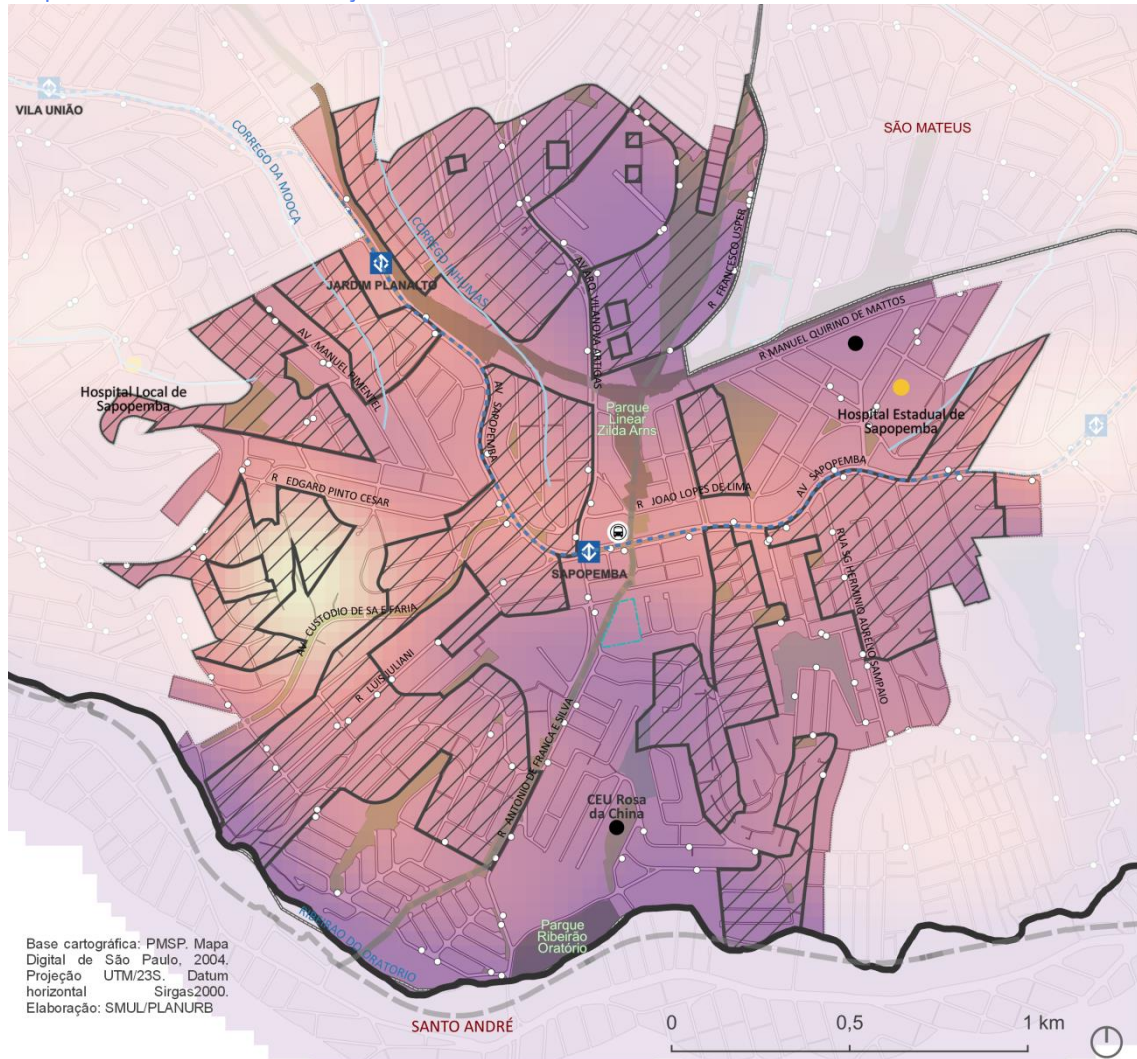 VILA UNIÃO
CORREGO DA MOOCA
CORREGO INHUMAS
SÃO MATEUS
JARDIM PLANALTO
AV ARQ VILANOVA ARTIGAS
R FRANCESCO USPER
R MANUEL QUIRINO DE MATTOS
AV MANUEL PIMENTEL
Hospital Local de
Sapopemba
Hospital Estadual de
Sapopemba
AV SAPOPEMBA
Parque
Linear
Zilda Arns
AV SAPOPEMBA
R EDGARD PINTO CESAR
R JOAO LOPES DE LIMA
SAPOPEMBA
RUA SG HERMINIO AURELIO SAMPAIO
AV CUSTODIO DE SA E FARIA
R LUIS JULIANI
R ANTONIO DE FRANCA E SILVA
CEU Rosa
da China
RIBEIRÃO DO ORATORIO
Parque
Ribeirão
Oratório
Base cartográfica: PMSP. Mapa
Digital de São Paulo, 2004.
Projeção UTM/23S. Datum
horizontal Sirgas2000.
Elaboração: SMUL/PLANURB
SANTO ANDRÉ
0 0,5 1 km